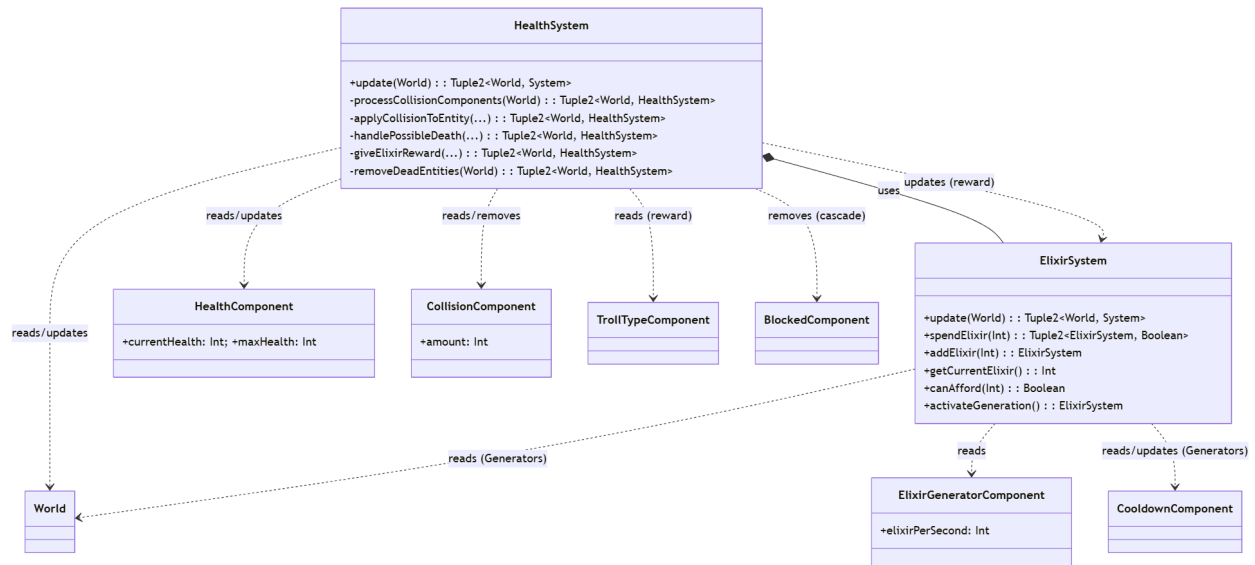 HealthSystem
+update(World) : : Tuple2<World, System>
-processCollisionComponents(World) : : Tuple2<World, HealthSystem>
-applyCollisionToEntity(...) : : Tuple2<World, HealthSystem>
-handlePossibleDeath(...) : : Tuple2<World, HealthSystem>
-giveElixirReward(...) : : Tuple2<World, HealthSystem>
-removeDeadEntities(World) : : Tuple2<World, HealthSystem>
updates (reward)
uses
reads/updates
reads/removes
reads (reward)
removes (cascade)
ElixirSystem
+update(World) : : Tuple2<World, System>
+spendElixir(Int) : : Tuple2<ElixirSystem, Boolean>
+addElixir(Int) : : ElixirSystem
+getCurrentElixir() : : Int
+canAfford(Int) : : Boolean
+activateGeneration() : : ElixirSystem
HealthComponent
+currentHealth: Int; +maxHealth: Int
CollisionComponent
+amount: Int
TrollTypeComponent
BlockedComponent
reads/updates
reads (Generators)
reads
reads/updates (Generators)
World
ElixirGeneratorComponent
+elixirPerSecond: Int
CooldownComponent